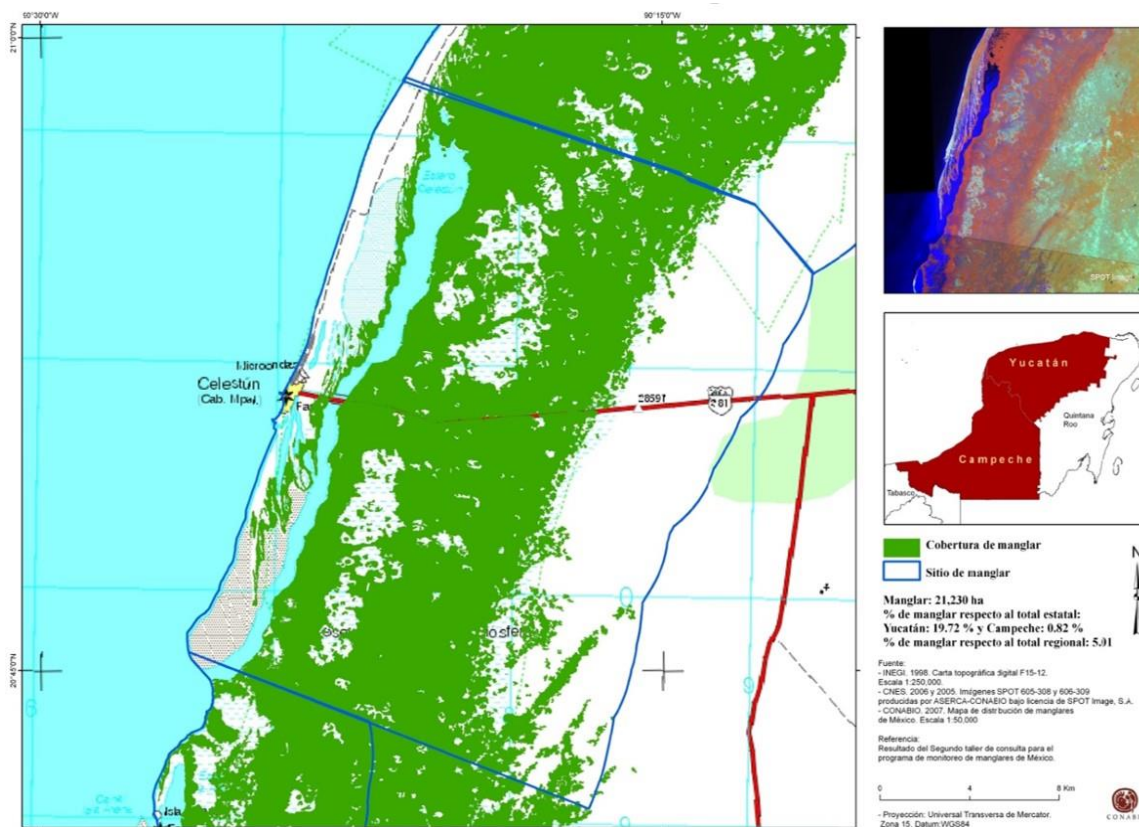 90°15'W
21°0'0"N
Estero
Celestún
Microondas
Celestún
(Cab. Mpal.)
281
28591
20°45'0"N
Isla
SPOT Image
Yucatán
Quintana
Roo
Campeche
Tabasco
Cobertura de manglar
Sitio de manglar
N
Manglar: 21,230 ha
% de manglar respecto al total estatal:
Yucatán: 19.72 % y Campeche: 0.82 %
% de manglar respecto al total regional: 5.01
Fuente:
- INEGI. 1998. Carta topográfica digital F15-12.
Escala 1:250,000.
- CNES. 2006 y 2005. Imágenes SPOT 605-308 y 606-309
producidas por ASERCA-CONABIO bajo licencia de SPOT Image, S.A.
- CONABIO. 2007. Mapa de distribución de manglares
de México. Escala 1:50,000
Referencia:
Resultado del Segundo taller de consulta para el
programa de monitoreo de manglares de México.
0 4 8 Km
- Proyección: Universal Transversa de Mercator.
Zona 15. Datum:WGS84